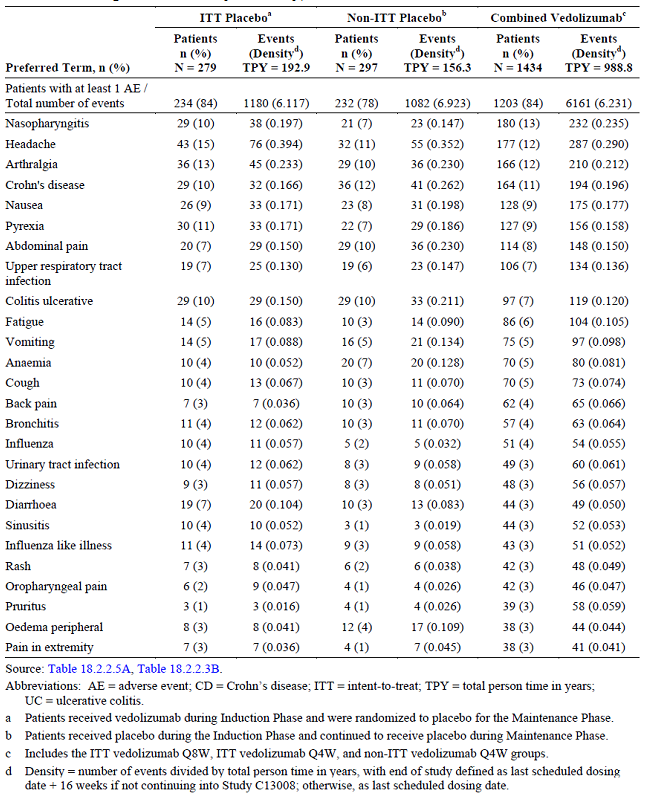 ITT Placeboa Non-ITT Placebob Combined Vedolizumabc
Preferred Term, n (%) Patients n (%) N = 279 Events (Densityd) TPY = 192.9 Patients n (%) N = 297 Events (Densityd) TPY = 156.3 Patients n (%) N = 1434 Events (Densityd) TPY = 988.8
Patients with at least 1 AE /
Total number of events 234 (84) 1180 (6.117) 232 (78) 1082 (6.923) 1203 (84) 6161 (6.231)
Nasopharyngitis 29 (10) 38 (0.197) 21 (7) 23 (0.147) 180 (13) 232 (0.235)
Headache 43 (15) 76 (0.394) 32 (11) 55 (0.352) 177 (12) 287 (0.290)
Arthralgia 36 (13) 45 (0.233) 29 (10) 36 (0.230) 166 (12) 210 (0.212)
Crohn's disease 29 (10) 32 (0.166) 36 (12) 41 (0.262) 164 (11) 194 (0.196)
Nausea 26 (9) 33 (0.171) 23 (8) 31 (0.198) 128 (9) 175 (0.177)
Pyrexia 30 (11) 33 (0.171) 22 (7) 29 (0.186) 127 (9) 156 (0.158)
Abdominal pain 20 (7) 29 (0.150) 29 (10) 36 (0.230) 114 (8) 148 (0.150)
Upper respiratory tract
infection 19 (7) 25 (0.130) 19 (6) 23 (0.147) 106 (7) 134 (0.136)
Colitis ulcerative 29 (10) 29 (0.150) 29 (10) 33 (0.211) 97 (7) 119 (0.120)
Fatigue 14 (5) 16 (0.083) 10 (3) 14 (0.090) 86 (6) 104 (0.105)
Vomiting 14 (5) 17 (0.088) 16 (5) 21 (0.134) 75 (5) 97 (0.098)
Anaemia 10 (4) 10 (0.052) 20 (7) 20 (0.128) 70 (5) 80 (0.081)
Cough 10 (4) 13 (0.067) 10 (3) 11 (0.070) 70 (5) 73 (0.074)
Back pain 7 (3) 7 (0.036) 10 (3) 10 (0.064) 62 (4) 65 (0.066)
Bronchitis 11 (4) 12 (0.062) 10 (3) 11 (0.070) 57 (4) 63 (0.064)
Influenza 10 (4) 11 (0.057) 5 (2) 5 (0.032) 51 (4) 54 (0.055)
Urinary tract infection 10 (4) 12 (0.062) 8 (3) 9 (0.058) 49 (3) 60 (0.061)
Dizziness 9 (3) 11 (0.057) 8 (3) 8 (0.051) 48 (3) 56 (0.057)
Diarrhoea 19 (7) 20 (0.104) 10 (3) 13 (0.083) 44 (3) 49 (0.050)
Sinusitis 10 (4) 10 (0.052) 3 (1) 3 (0.019) 44 (3) 52 (0.053)
Influenza like illness 11 (4) 14 (0.073) 9 (3) 9 (0.058) 43 (3) 51 (0.052)
Rash 7 (3) 8 (0.041) 6 (2) 6 (0.038) 42 (3) 48 (0.049)
Oropharyngeal pain 6 (2) 9 (0.047) 4 (1) 4 (0.026) 42 (3) 46 (0.047)
Pruritus 3 (1) 3 (0.016) 4 (1) 4 (0.026) 39 (3) 58 (0.059)
Oedema peripheral 8 (3) 8 (0.041) 12 (4) 17 (0.109) 38 (3) 44 (0.044)
Pain in extremity 7 (3) 7 (0.036) 4 (1) 7 (0.045) 38 (3) 41 (0.041)
Source: Table 18.2.2.5A, Table 18.2.2.3B.
Abbreviations: AE = adverse event; CD = Crohn’s disease; ITT = intent-to-treat; TPY = total person time in years;
UC = ulcerative colitis.
a Patients received vedolizumab during Induction Phase and were randomized to placebo for the Maintenance Phase.
b Patients received placebo during the Induction Phase and continued to receive placebo during Maintenance Phase.
c Includes the ITT vedolizumab Q8W, ITT vedolizumab Q4W, and non-ITT vedolizumab Q4W groups.
d Density = number of events divided by total person time in years, with end of study defined as last scheduled dosing
date + 16 weeks if not continuing into Study C13008; otherwise, as last scheduled dosing date.